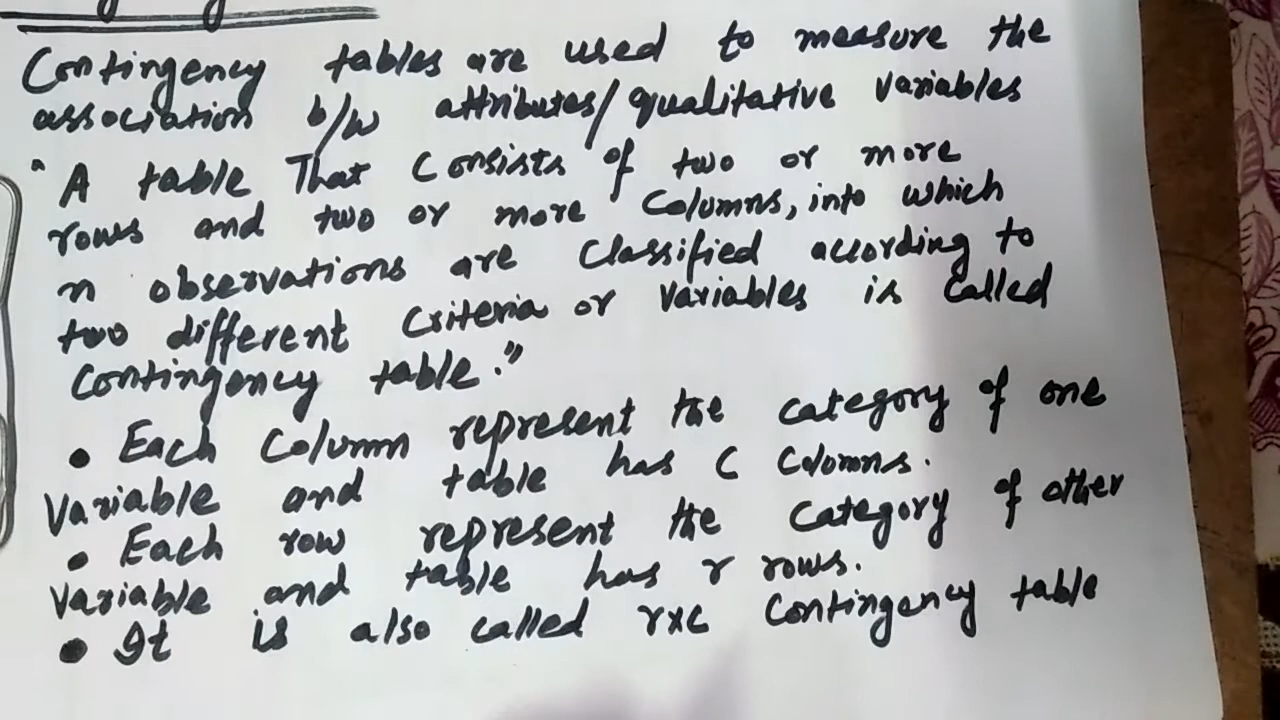 Contingency tables are used to measure the
association b/w attributes/qualitative variables
"A table That consists of two or more
rows and two or more columns, into which
n observations are classified according to
two different criteria or variables is called
contingency table."
• Each column represent the category of one
variable and table has c columns.
• Each row represent the category of other
variable and table has r rows.
• It is also called rxc contingency table